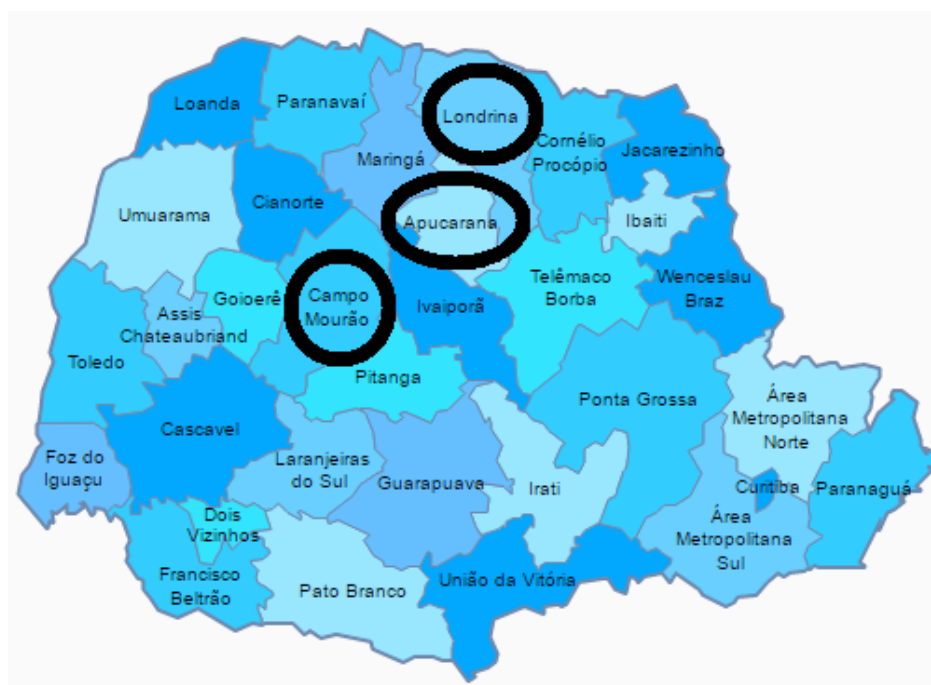 Loanda
Paranavaí
Londrina
Maringá
Cornélio
Procópio
Jacarezinho
Umuarama
Cianorte
Apucarana
Ibaiti
Goioerê
Campo
Mourão
Ivaiporã
Telêmaco
Borba
Wenceslau
Braz
Assis
Chateaubriand
Toledo
Pitanga
Ponta Grossa
Área
Metropolitana
Norte
Cascavel
Foz do
Iguaçu
Laranjeiras
do Sul
Guarapuava
Irati
Curitiba
Paranaguá
Dois
Vizinhos
Área
Metropolitana
Sul
Francisco
Beltrão
Pato Branco
União da Vitória